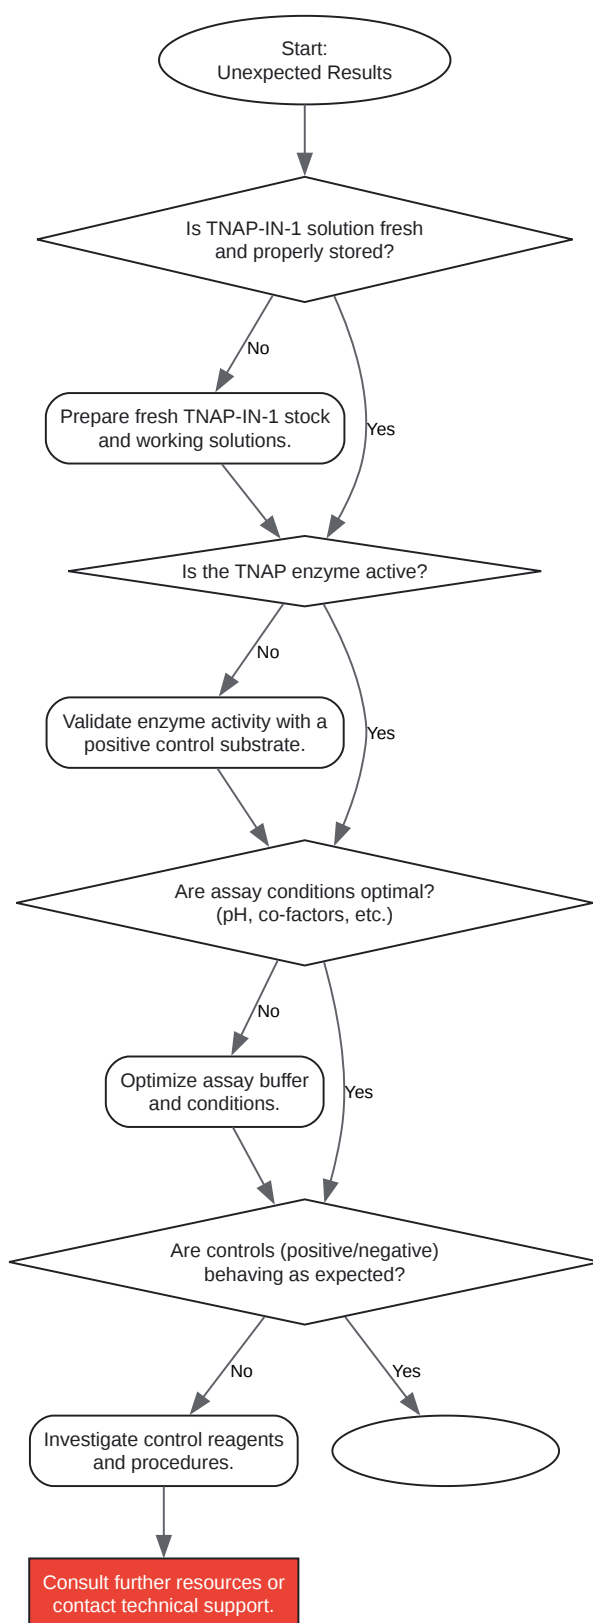 Start:
Unexpected Results
Is TNAP-IN-1 solution fresh
and properly stored?
No
Yes
Prepare fresh TNAP-IN-1 stock
and working solutions.
Is the TNAP enzyme active?
No
Yes
Validate enzyme activity with a
positive control substrate.
Are assay conditions optimal?
(pH, co-factors, etc.)
No
Yes
Optimize assay buffer
and conditions.
Are controls (positive/negative)
behaving as expected?
No
Yes
Investigate control reagents
and procedures.
Consult further resources or
contact technical support.